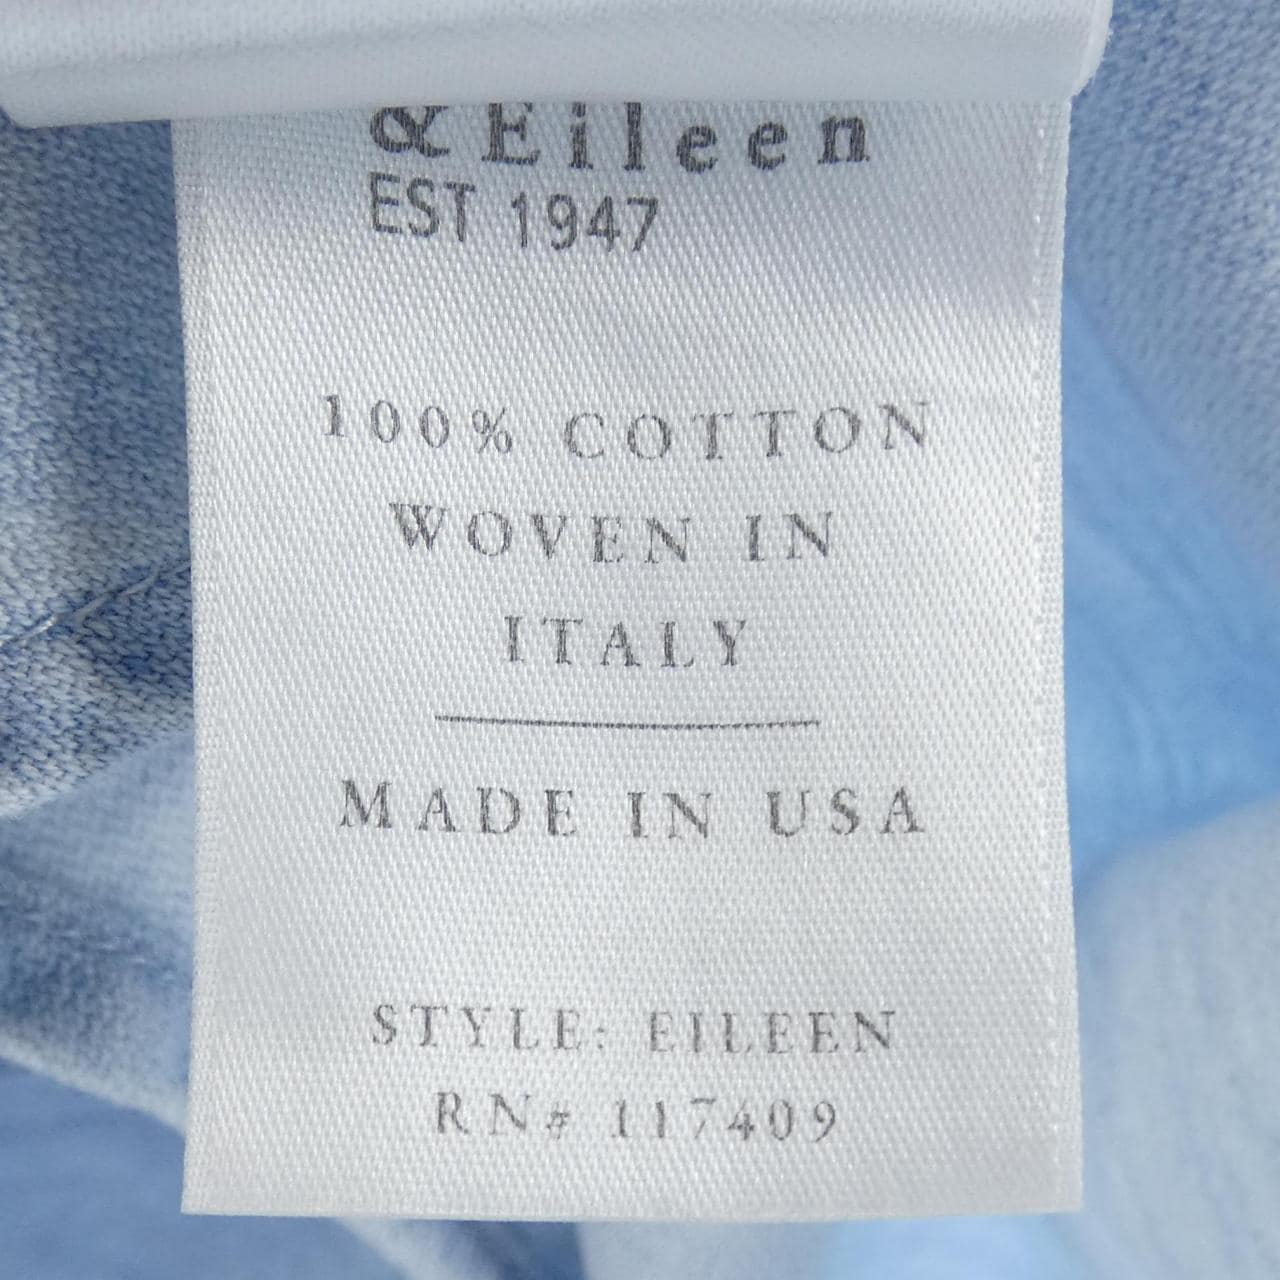 & Eileen
EST 1947
100% COTTON
WOVEN IN
ITALY
MADE IN USA
STYLE: EILEEN
RN# 117409